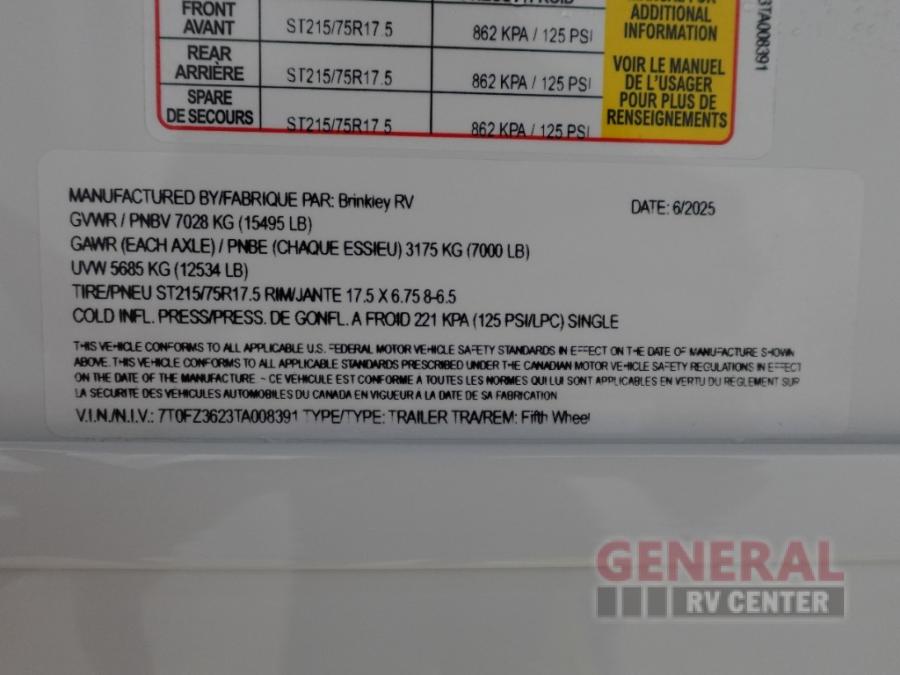 FRONT
AVANT
ST215/75R17.5
862 KPA / 125 PSI
ADDITIONAL
INFORMATION
REAR
ARRIÈRE
ST215/75R17.5
862 KPA / 125 PSI
VOIR LE MANUEL
DE L'USAGER
POUR PLUS DE
RENSEIGNEMENTS
SPARE
DE SECOURS
ST215/75R17.5
862 KPA / 125 PSI
3TA008391
MANUFACTURED BY/FABRIQUE PAR: Brinkley RV
DATE: 6/2025
GVWR / PNBV 7028 KG (15495 LB)
GAWR (EACH AXLE) / PNBE (CHAQUE ESSIEU) 3175 KG (7000 LB)
UVW 5685 KG (12534 LB)
TIRE/PNEU ST215/75R17.5 RIM/JANTE 17.5 X 6.75 8-6.5
COLD INFL. PRESS/PRESS. DE GONFL. A FROID 221 KPA (125 PSI/LPC) SINGLE
THIS VEHICLE CONFORMS TO ALL APPLICABLE U.S. FEDERAL MOTOR VEHICLE SAFETY STANDARDS IN EFFECT ON THE DATE OF MANUFACTURE SHOWN
ABOVE. THIS VEHICLE CONFORMS TO ALL APPLICABLE STANDARDS PRESCRIBED UNDER THE CANADIAN MOTOR VEHICLE SAFETY REGULATIONS IN EFFECT
ON THE DATE OF THE MANUFACTURE - CE VEHICULE EST CONFORME A TOUTES LES NORMES QUI LUI SONT APPLICABLES EN VERTU DU REGLEMENT SUR
LA SECURITE DES VEHICULES AUTOMOBILES DU CANADA EN VIGUEUR A LA DATE DE SA FABRICATION
V.I.N./N.I.V.: 7T0FZ3623TA008391 TYPE/TYPE: TRAILER TRA/REM: Fifth Wheel
GENERAL
RV CENTER